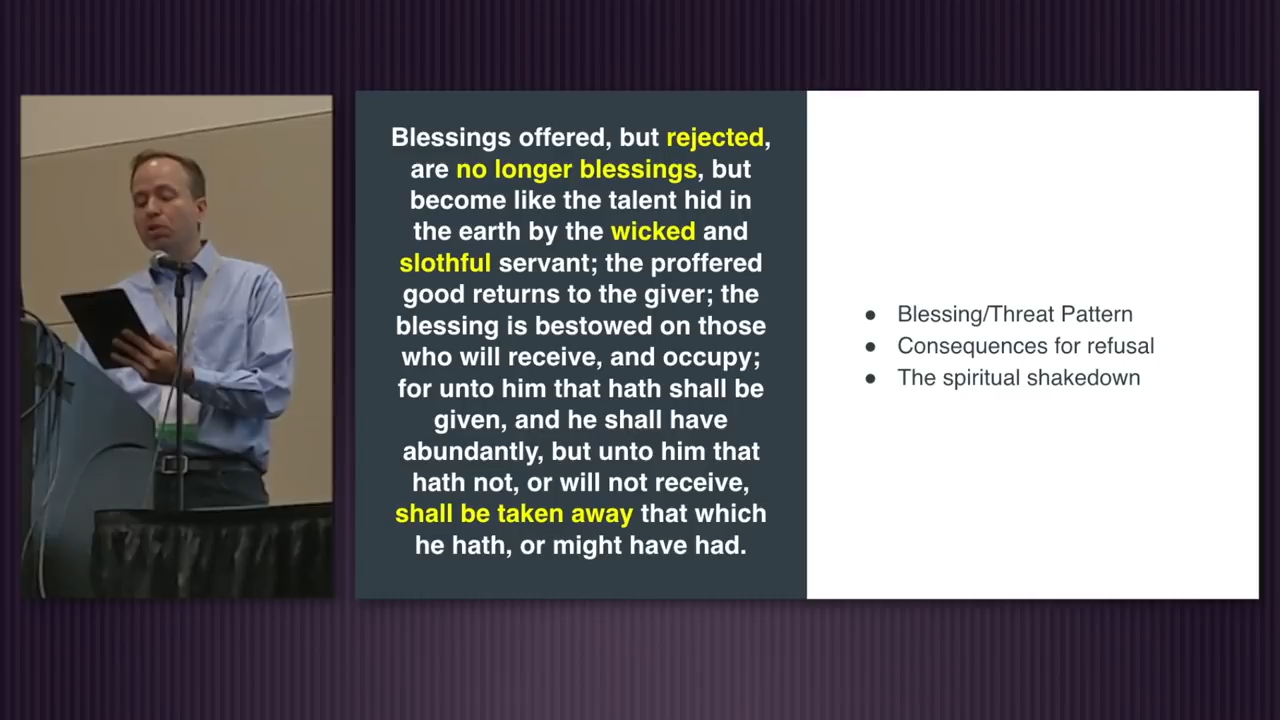 Blessings offered, but rejected,
are no longer blessings, but
become like the talent hid in
the earth by the wicked and
slothful servant; the proffered
good returns to the giver; the
blessing is bestowed on those
who will receive, and occupy;
for unto him that hath shall be
given, and he shall have
abundantly, but unto him that
hath not, or will not receive,
shall be taken away that which
he hath, or might have had.
● Blessing/Threat Pattern
● Consequences for refusal
● The spiritual shakedown